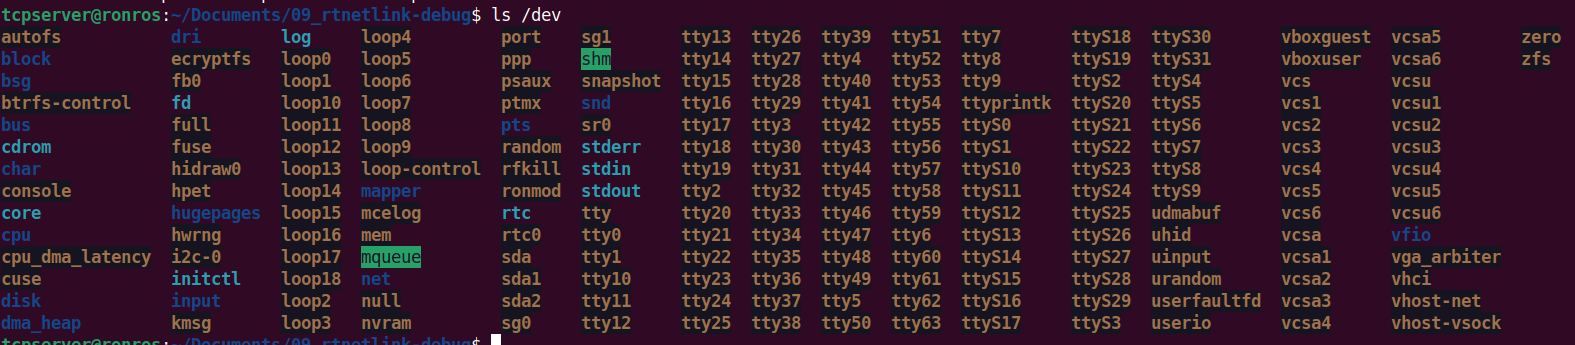 tcpserver@ronros:~/Documents/09_rtnetlink-debug$ ls /dev
autofs dri log loop4 port sg1 tty13 tty26 tty39 tty51 tty7 ttyS18 ttyS30 vboxguest vcsa5 zero
block ecryptfs loop0 loop5 ppp shm tty14 tty27 tty4 tty52 tty8 ttyS19 ttyS31 vboxuser vcsa6 zfs
bsg fb0 loop1 loop6 psaux snapshot tty15 tty28 tty40 tty53 tty9 ttyS2 ttyS4 vcs vcsu
btrfs-control fd loop10 loop7 ptmx snd tty16 tty29 tty41 tty54 ttyprintk ttyS20 ttyS5 vcs1 vcsu1
bus full loop11 loop8 pts sr0 tty17 tty3 tty42 tty55 ttyS0 ttyS21 ttyS6 vcs2 vcsu2
cdrom fuse loop12 loop9 random stderr tty18 tty30 tty43 tty56 ttyS1 ttyS22 ttyS7 vcs3 vcsu3
char hidraw0 loop13 loop-control rfkill stdin tty19 tty31 tty44 tty57 ttyS10 ttyS23 ttyS8 vcs4 vcsu4
console hpet loop14 mapper ronmod stdout tty2 tty32 tty45 tty58 ttyS11 ttyS24 ttyS9 vcs5 vcsu5
core hugepages loop15 mcelog rtc tty tty20 tty33 tty46 tty59 ttyS12 ttyS25 udmabuf vcs6 vcsu6
cpu hwrng loop16 mem rtc0 tty0 tty21 tty34 tty47 tty6 ttyS13 ttyS26 uhid vcsa vfio
cpu_dma_latency i2c-0 loop17 mqueue sda tty1 tty22 tty35 tty48 tty60 ttyS14 ttyS27 uinput vcsa1 vga_arbiter
cuse initctl loop18 net sda1 tty10 tty23 tty36 tty49 tty61 ttyS15 ttyS28 urandom vcsa2 vhci
disk input loop2 null sda2 tty11 tty24 tty37 tty5 tty62 ttyS16 ttyS29 userfaultfd vcsa3 vhost-net
dma_heap kmsg loop3 nvram sg0 tty12 tty25 tty38 tty50 tty63 ttyS17 ttyS3 userio vcsa4 vhost-vsock
tcpserver@ronros:~/Documents/09_rtnetlink-debug$